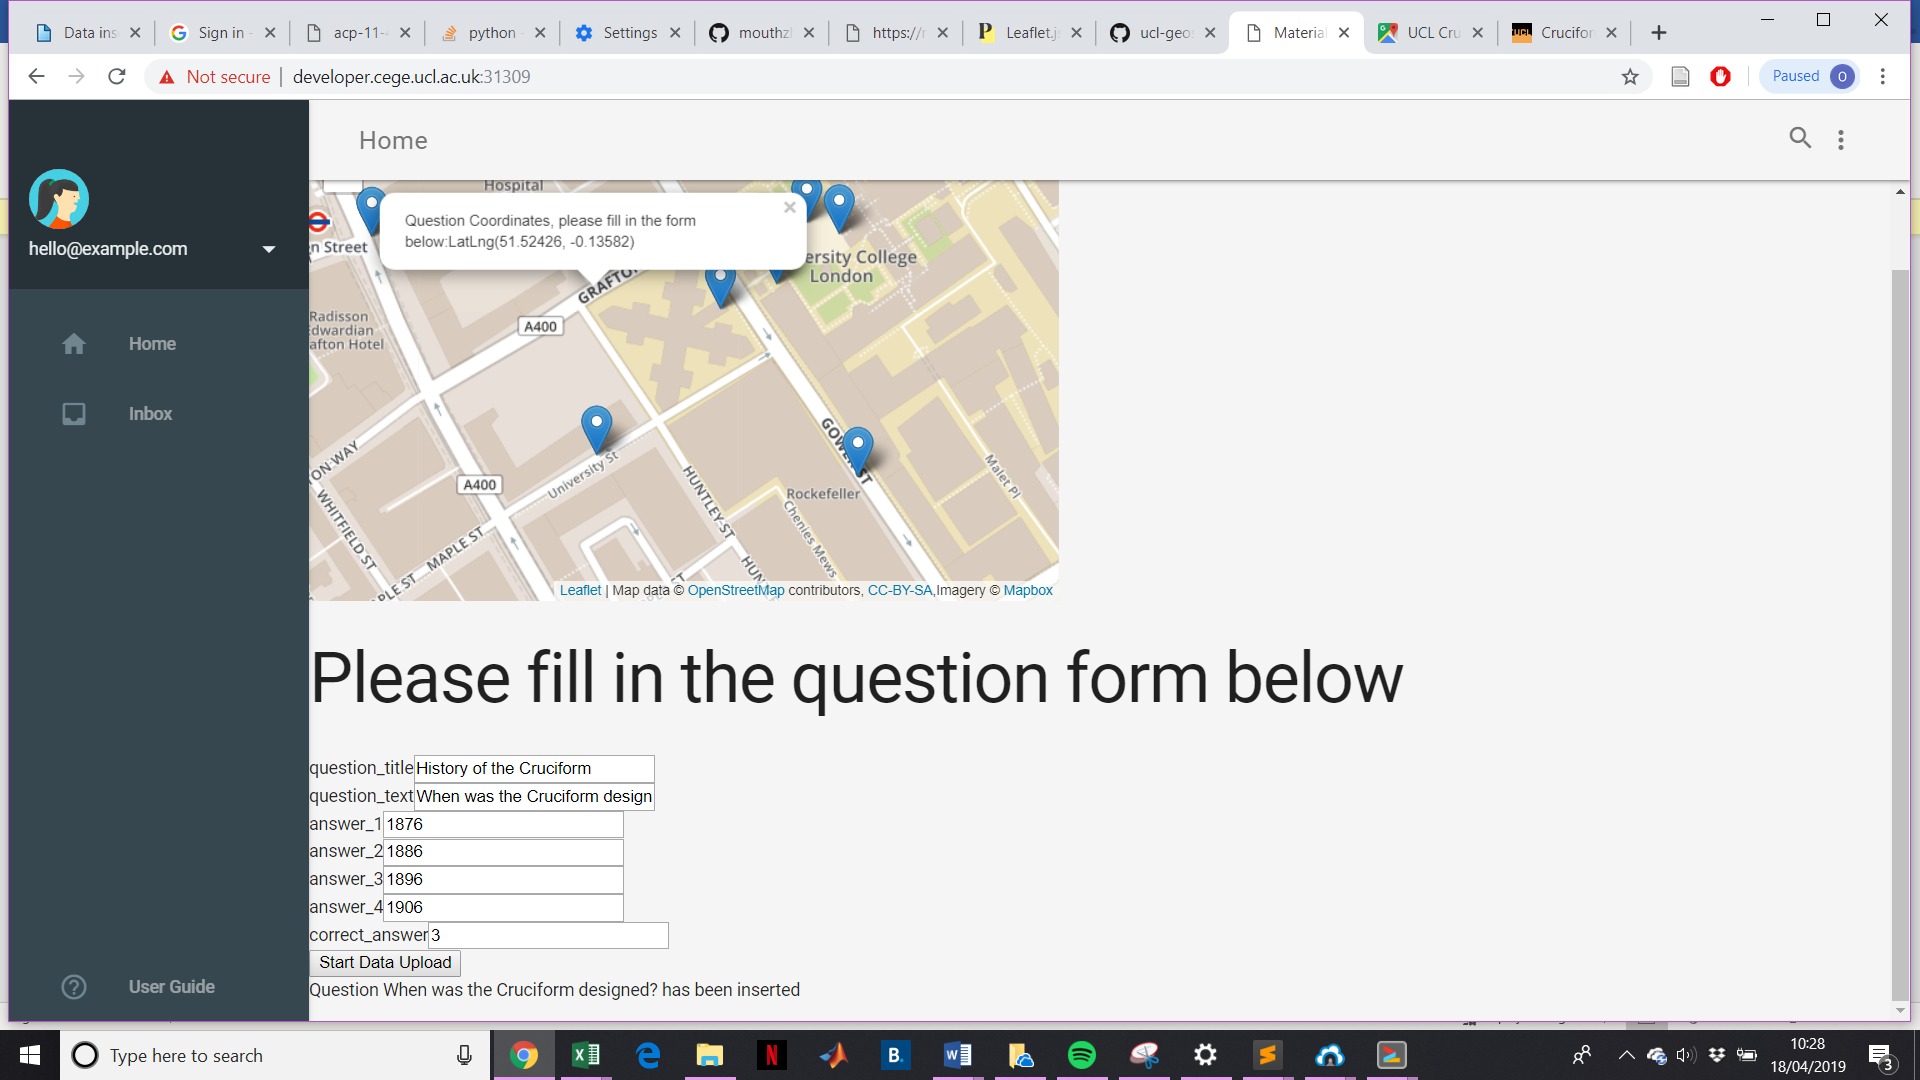 Data ins
Sign in -
acp-11-
python -
Settings
mouthz
https://
Leaflet.js
ucl-geo
Material
UCL Cru
Crucifor
Not secure | developer.cege.ucl.ac.uk:31309
Paused
Home
hello@example.com
Home
Inbox
User Guide
Hospital
Question Coordinates, please fill in the form
below:LatLng(51.52426, -0.13582)
n Street
ersity College
London
GRAFTO
Radisson
Edwardian
afton Hotel
A400
GOWER ST
University St
ON WAY
A400
WHITFIELD ST
MAPLE ST
HUNTLEY ST
Rockefeller
Malet Pl
Chenies Mews
PLE ST
HUN
Leaflet | Map data © OpenStreetMap contributors, CC-BY-SA,Imagery © Mapbox
Please fill in the question form below
question_title History of the Cruciform
question_text When was the Cruciform design
answer_1 1876
answer_2 1886
answer_3 1896
answer_4 1906
correct_answer 3
Start Data Upload
Question When was the Cruciform designed? has been inserted
Type here to search
10:28
18/04/2019
3